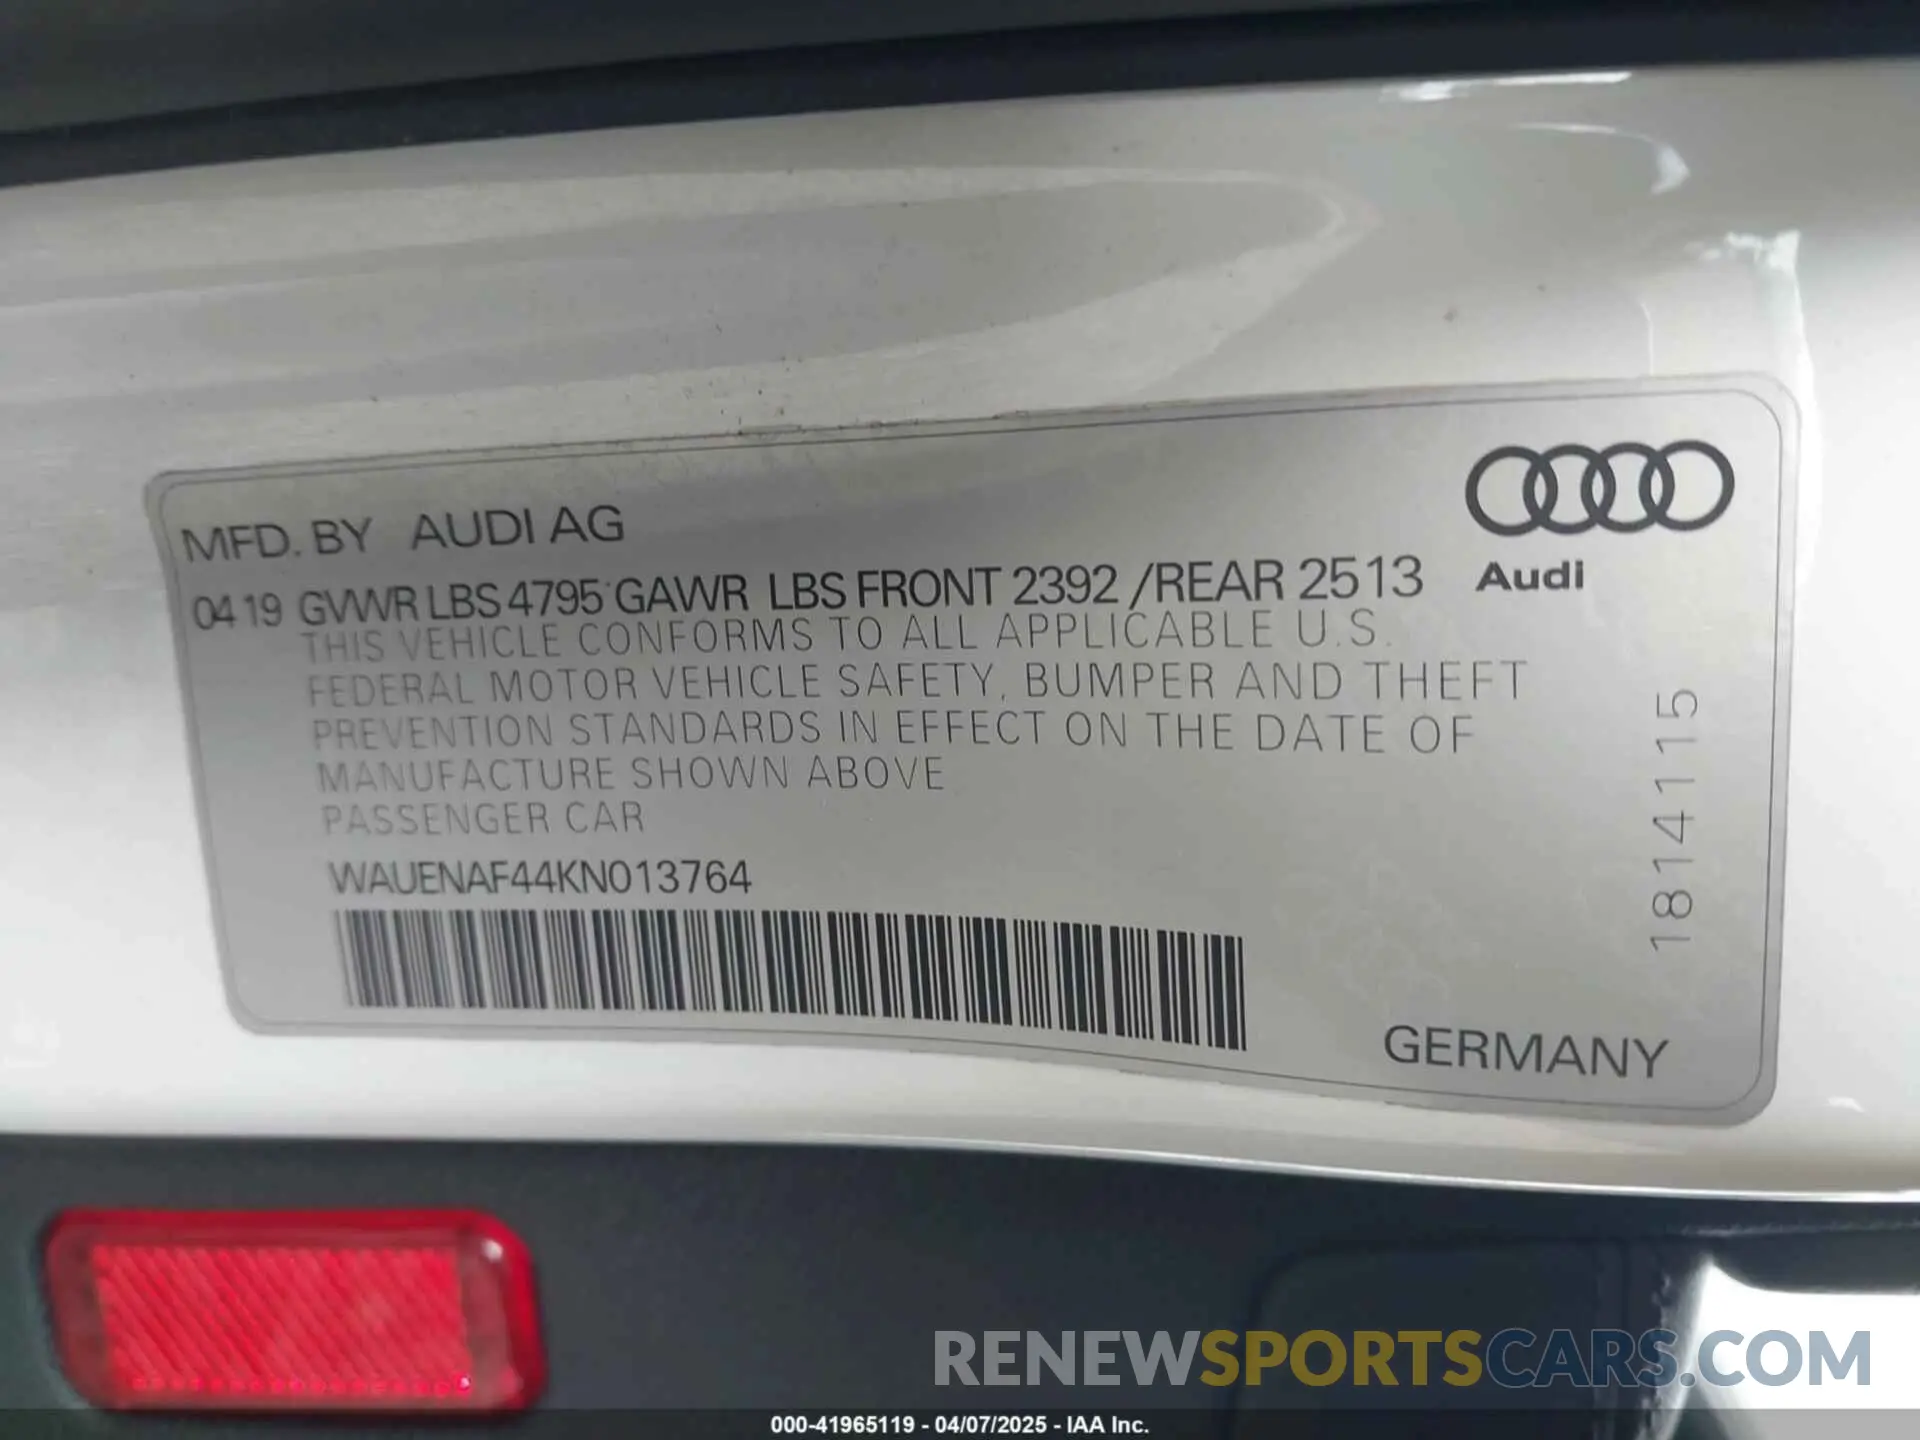 MFD. BY AUDI AG
04 19 GVWR LBS 4795 GAWR LBS FRONT 2392 /REAR 2513
Audi
THIS VEHICLE CONFORMS TO ALL APPLICABLE U.S.
FEDERAL MOTOR VEHICLE SAFETY, BUMPER AND THEFT
PREVENTION STANDARDS IN EFFECT ON THE DATE OF
MANUFACTURE SHOWN ABOVE
PASSENGER CAR
WAUENAF44KN013764
1814115
GERMANY
RENEWSPORTSCARS.COM
000-41965119 - 04/07/2025 - IAA Inc.